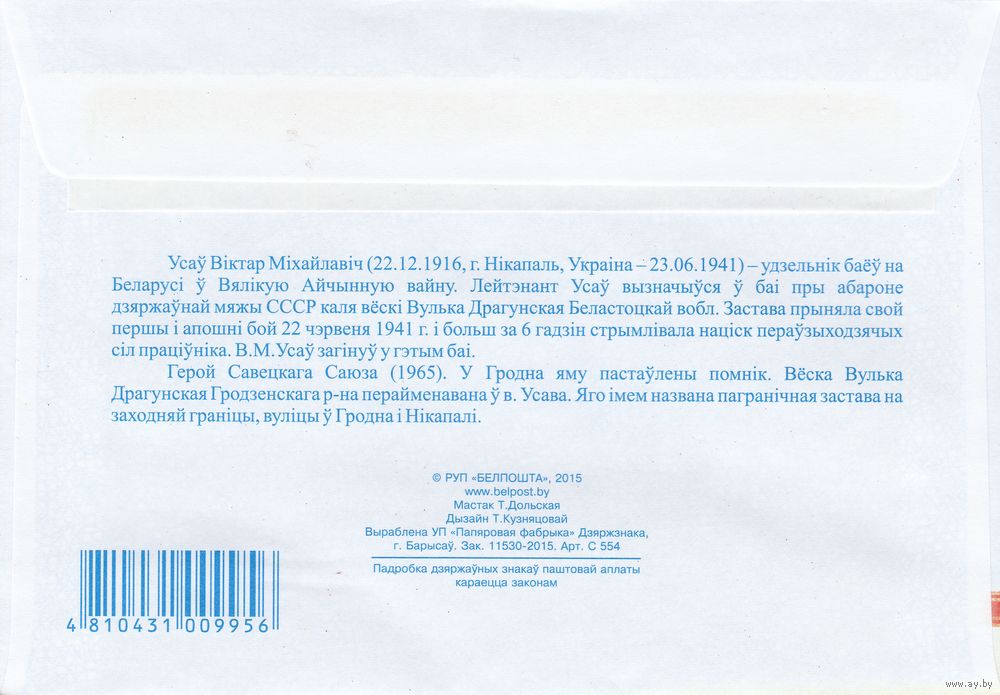 Усаў Віктар Міхайлавіч (22.12.1916, г. Нікапаль, Украіна – 23.06.1941) – удзельнік баёў на
Беларусі ў Вялікую Айчынную вайну. Лейтэнант Усаў вызначыўся ў баі пры абароне
дзяржаўнай мяжы СССР каля вёскі Вулька Драгунская Беластоцкай вобл. Застава прыняла свой
першы і апошні бой 22 чэрвеня 1941 г. і больш за 6 гадзін стрымлівала націск пераўзыходзячых
сіл праціўніка. В.М.Усаў загінуў у гэтым баі.
Герой Савецкага Саюза (1965). У Гродна яму пастаўлены помнік. Вёска Вулька
Драгунская Гродзенскага р-на перайменавана ў в. Усава. Яго імем названа пагранічная застава на
заходняй граніцы, вуліцы ў Гродна і Нікапалі.
© РУП «БЕЛПОШТА», 2015
www.belpost.by
Мастак Т.Дольская
Дызайн Т.Кузняцовай
Выраблена УП «Папяровая фабрыка» Дзяржзнака,
г. Барысаў. Зак. 11530-2015. Арт. С 554
Падробка дзяржаўных знакаў паштовай аплаты
караецца законам
4 810431 009956
www.ay.by